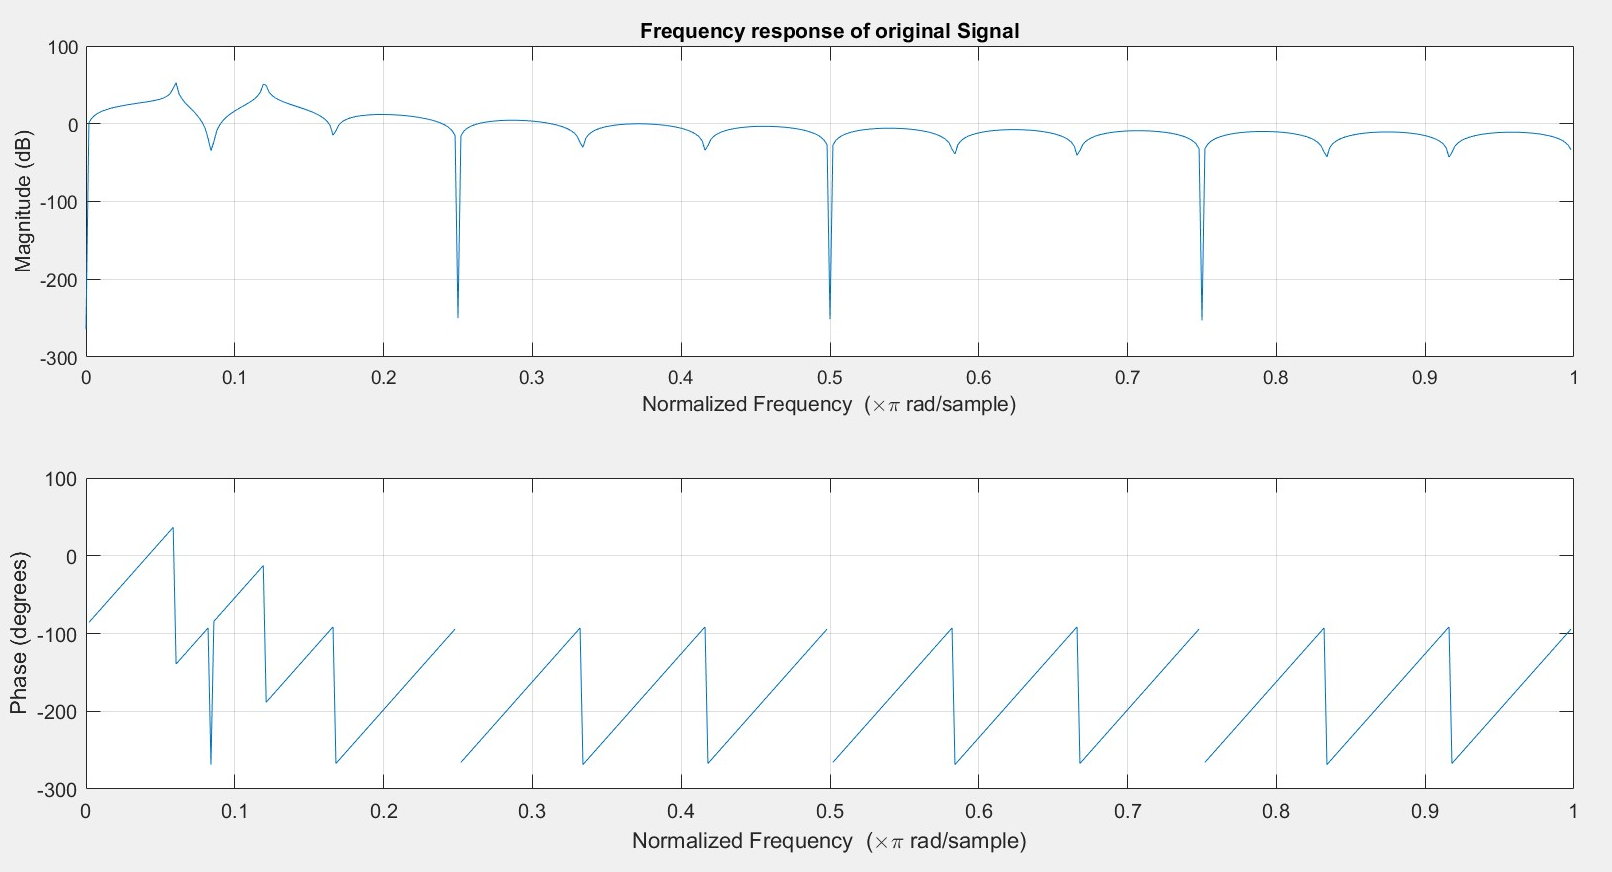 Frequency response of original Signal
100
0
-100
-200
-300
Magnitude (dB)
0 0.1 0.2 0.3 0.4 0.5 0.6 0.7 0.8 0.9 1
Normalized Frequency (×π rad/sample)
100
0
-100
-200
-300
Phase (degrees)
0 0.1 0.2 0.3 0.4 0.5 0.6 0.7 0.8 0.9 1
Normalized Frequency (×π rad/sample)